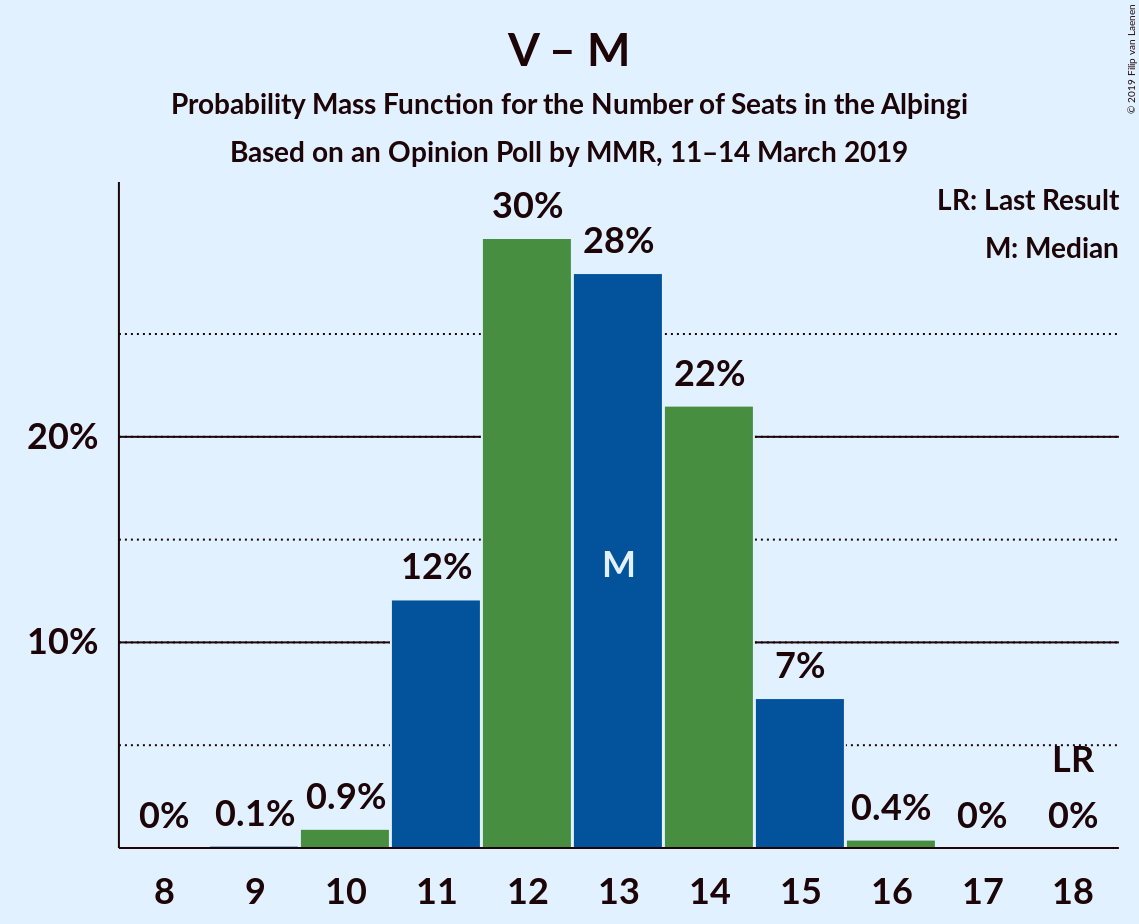 V – M
Probability Mass Function for the Number of Seats in the Alþingi
Based on an Opinion Poll by MMR, 11–14 March 2019
© 2019 Filip van Laenen
LR: Last Result
M: Median
30%
28%
22%
20%
12%
M
10%
7%
LR
0%
0.1%
0.9%
0.4%
0%
0%
8 9 10 11 12 13 14 15 16 17 18